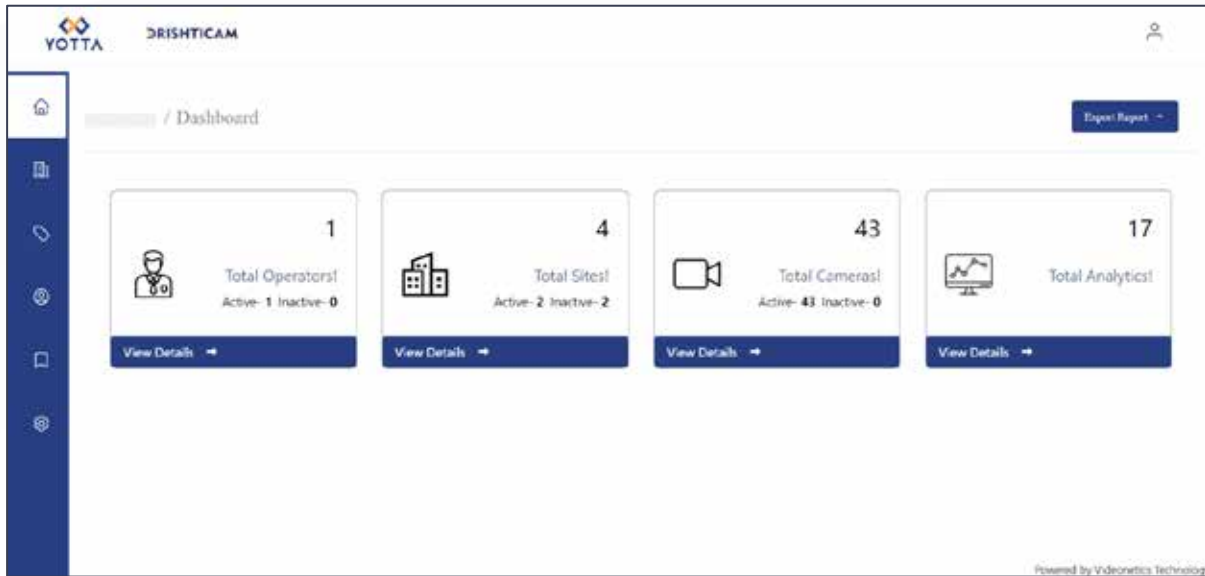 YOTTA DRISHTICAM
/ Dashboard
Export Report
1
Total Operators!
Active- 1 Inactive- 0
View Details
4
Total Sites!
Active- 2 Inactive- 2
View Details
43
Total Cameras!
Active- 43 Inactive- 0
View Details
17
Total Analytics!
View Details
Powered by Videonetics Technolog